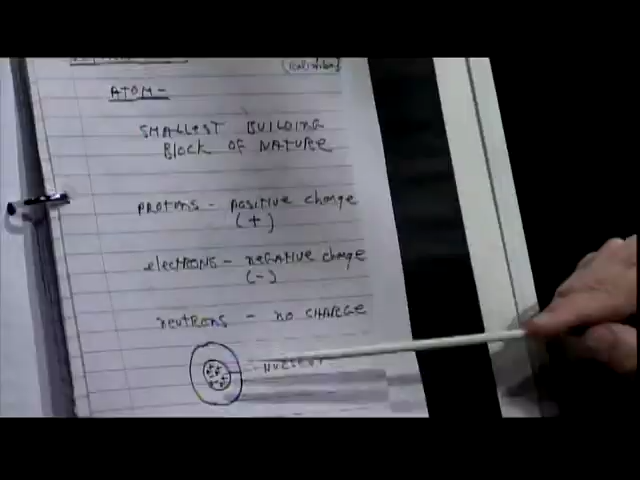 ATOM-
SMALLEST BUILDING
BLOCK OF NATURE
PROTONS - POSITIVE CHARGE
(+)
ELECTRONS - NEGATIVE CHARGE
(-)
NEUTRONS - NO CHARGE